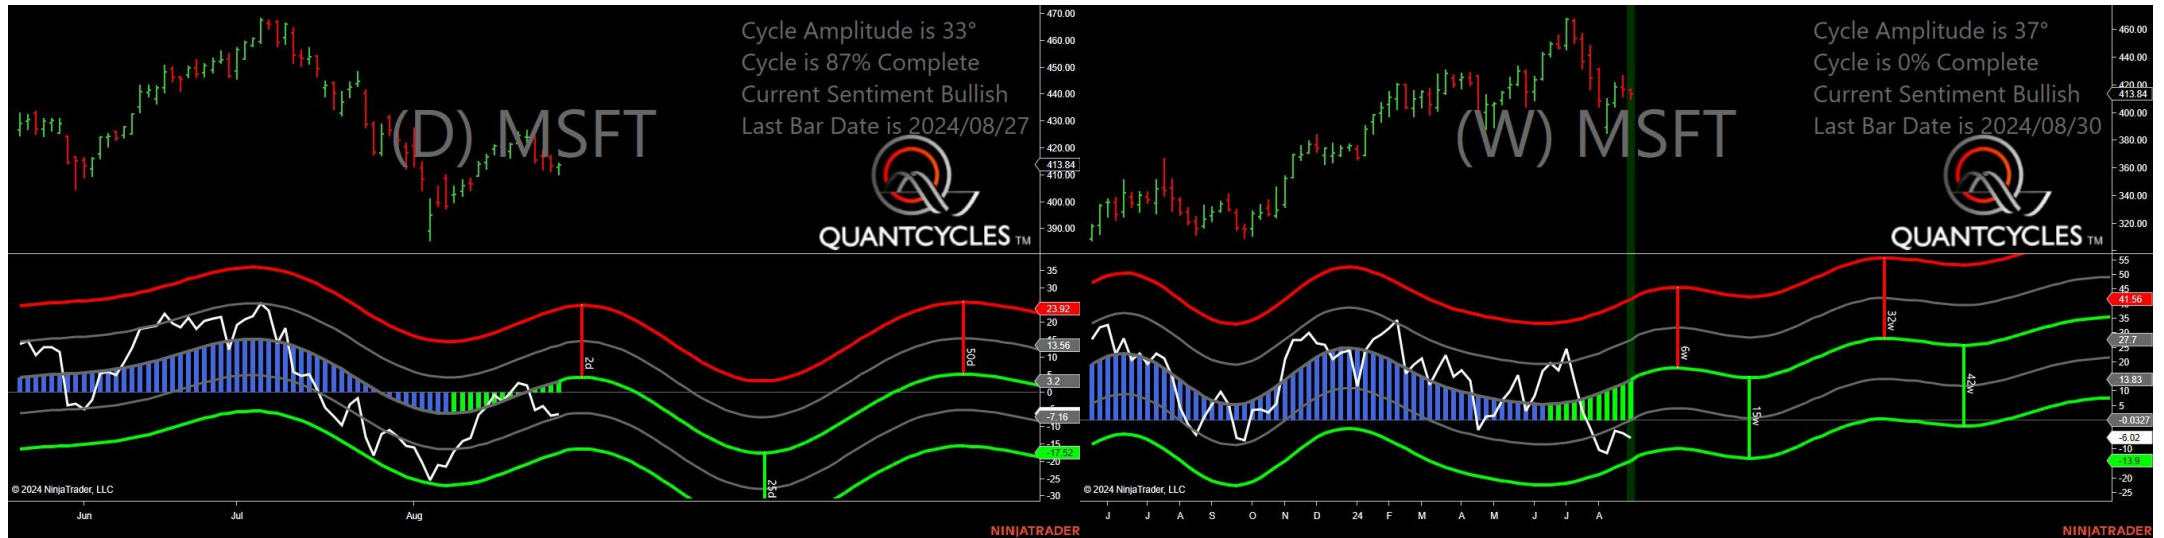 Cycle Amplitude is 33°
Cycle is 87% Complete
Current Sentiment Bullish
Last Bar Date is 2024/08/27
(D) MSFT
QUANTCYCLES TM
470.00
460.00
450.00
440.00
430.00
420.00
413.84
410.00
400.00
390.00
35
30
23.92
20
15
13.56
10
5
3.2
0
-7.16
-10
-15
-17.52
-20
-25
-30
2d
25d
50d
© 2024 NinjaTrader, LLC
Jun Jul Aug
NINJATRADER
Cycle Amplitude is 37°
Cycle is 0% Complete
Current Sentiment Bullish
Last Bar Date is 2024/08/30
(W) MSFT
QUANTCYCLES TM
460.00
440.00
420.00
413.84
400.00
380.00
360.00
340.00
320.00
55
50
45
41.56
35
27.7
25
20
13.83
10
5
-0.0327
-6.02
-10
-13.9
-20
-25
6w
15w
32w
42w
© 2024 NinjaTrader, LLC
J J A S O N D 24 F M A M J J A
NINJATRADER